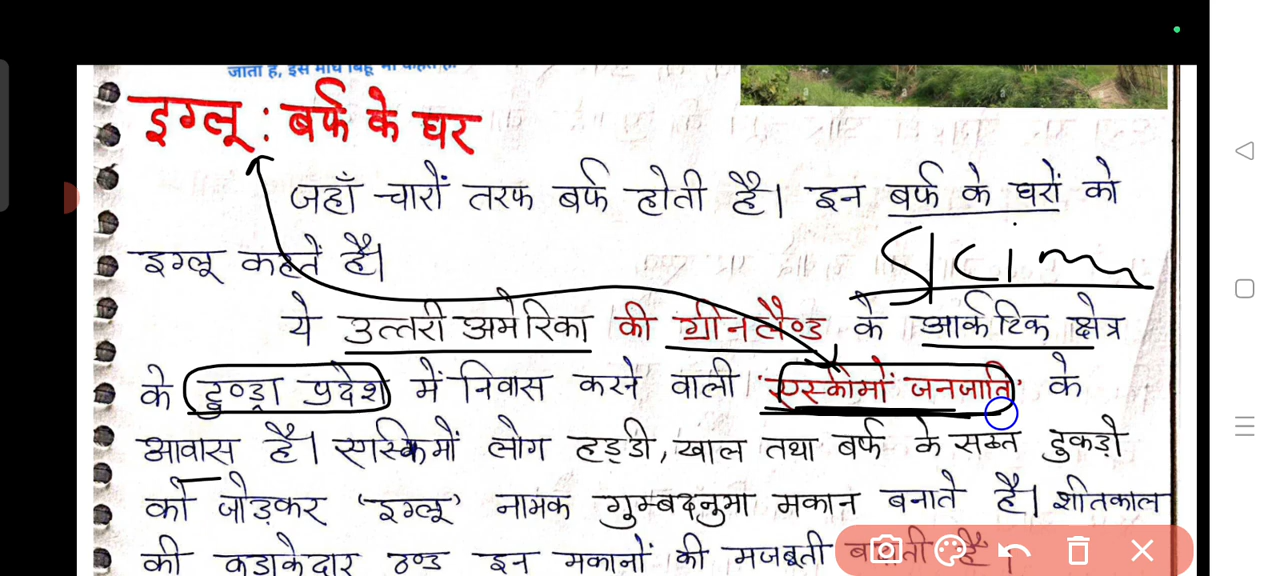 जाता है, इसे माघ बिहू भी कहते हैं
इग्लू : बर्फ के घर
जहाँ चारों तरफ बर्फ होती है। इन बर्फ के घरों को
इग्लू कहतें है।
ये उत्तरी अमेरिका की ग्रीनलैण्ड के आर्कटिक क्षेत्र
के टुण्ड्रा प्रदेश में निवास करने वाली 'एस्कीमों जनजाति' के
आवास है। एस्किमों लोग हड्डी, खाल तथा बर्फ के सख्त टुकड़ो
को जोड़कर 'इग्लू' नामक गुम्बदनुमा मकान बनाते है। शीतकाल
की कड़ाकेदार ठण्ड इन मकानों की मजबूती